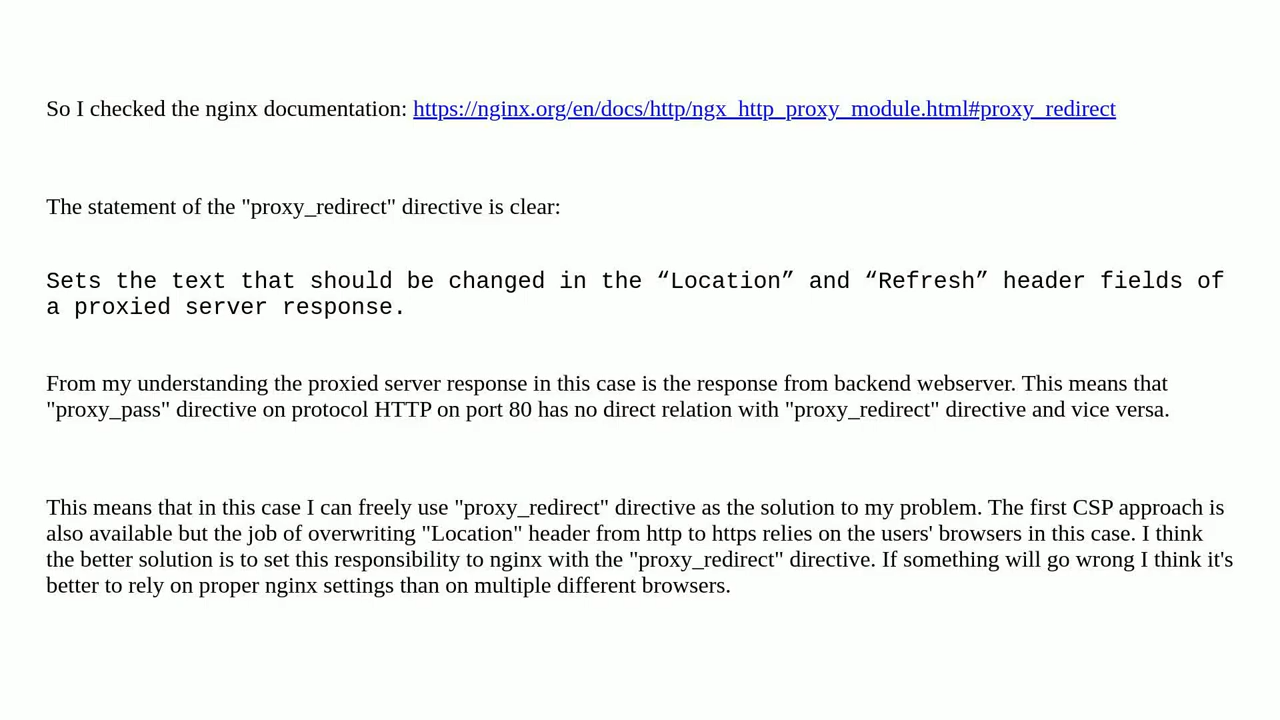 So I checked the nginx documentation: https://nginx.org/en/docs/http/ngx_http_proxy_module.html#proxy_redirect
The statement of the "proxy_redirect" directive is clear:
Sets the text that should be changed in the “Location” and “Refresh” header fields of
a proxied server response.
From my understanding the proxied server response in this case is the response from backend webserver. This means that
"proxy_pass" directive on protocol HTTP on port 80 has no direct relation with "proxy_redirect" directive and vice versa.
This means that in this case I can freely use "proxy_redirect" directive as the solution to my problem. The first CSP approach is
also available but the job of overwriting "Location" header from http to https relies on the users' browsers in this case. I think
the better solution is to set this responsibility to nginx with the "proxy_redirect" directive. If something will go wrong I think it's
better to rely on proper nginx settings than on multiple different browsers.